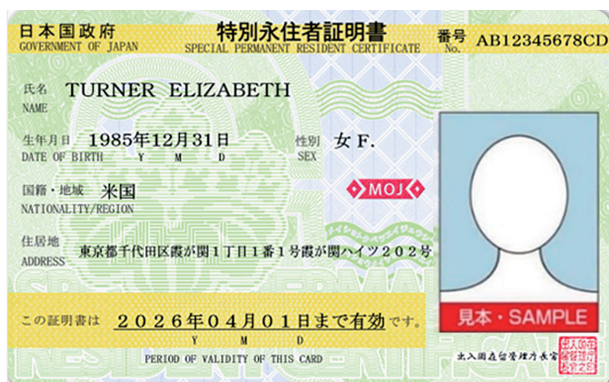 日本国政府 特別永住者証明書 番号 AB12345678CD
GOVERNMENT OF JAPAN SPECIAL PERMANENT RESIDENT CERTIFICATE No.
氏名 TURNER ELIZABETH
NAME
生年月日 1985年12月31日 性別 女 F.
DATE OF BIRTH Y M D SEX
国籍・地域 米国
NATIONALITY/REGION
MOJ
住居地 東京都千代田区霞が関1丁目1番1号霞が関ハイツ202号
ADDRESS
見本・SAMPLE
この証明書は 2026年04月01日まで有効 です。
Y M D
PERIOD OF VALIDITY OF THIS CARD
出入国在留管理庁長官